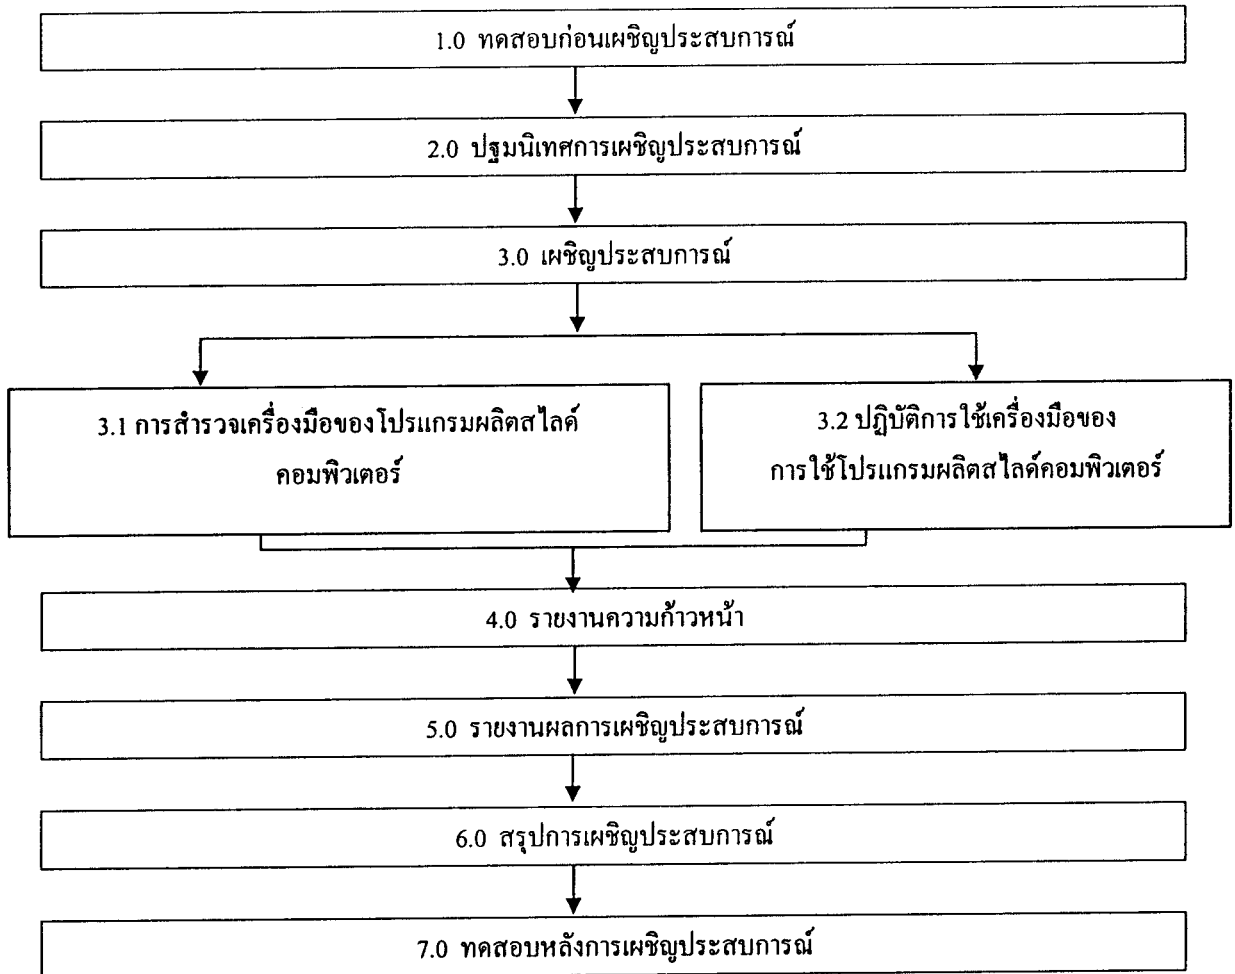 1.0 ทดสอบก่อนเผชิญประสบการณ์
2.0 ปฐมนิเทศการเผชิญประสบการณ์
3.0 เผชิญประสบการณ์
3.1 การสำรวจเครื่องมือของโปรแกรมผลิตสไลด์
คอมพิวเตอร์
3.2 ปฏิบัติการใช้เครื่องมือของ
การใช้โปรแกรมผลิตสไลด์คอมพิวเตอร์
4.0 รายงานความก้าวหน้า
5.0 รายงานผลการเผชิญประสบการณ์
6.0 สรุปการเผชิญประสบการณ์
7.0 ทดสอบหลังการเผชิญประสบการณ์